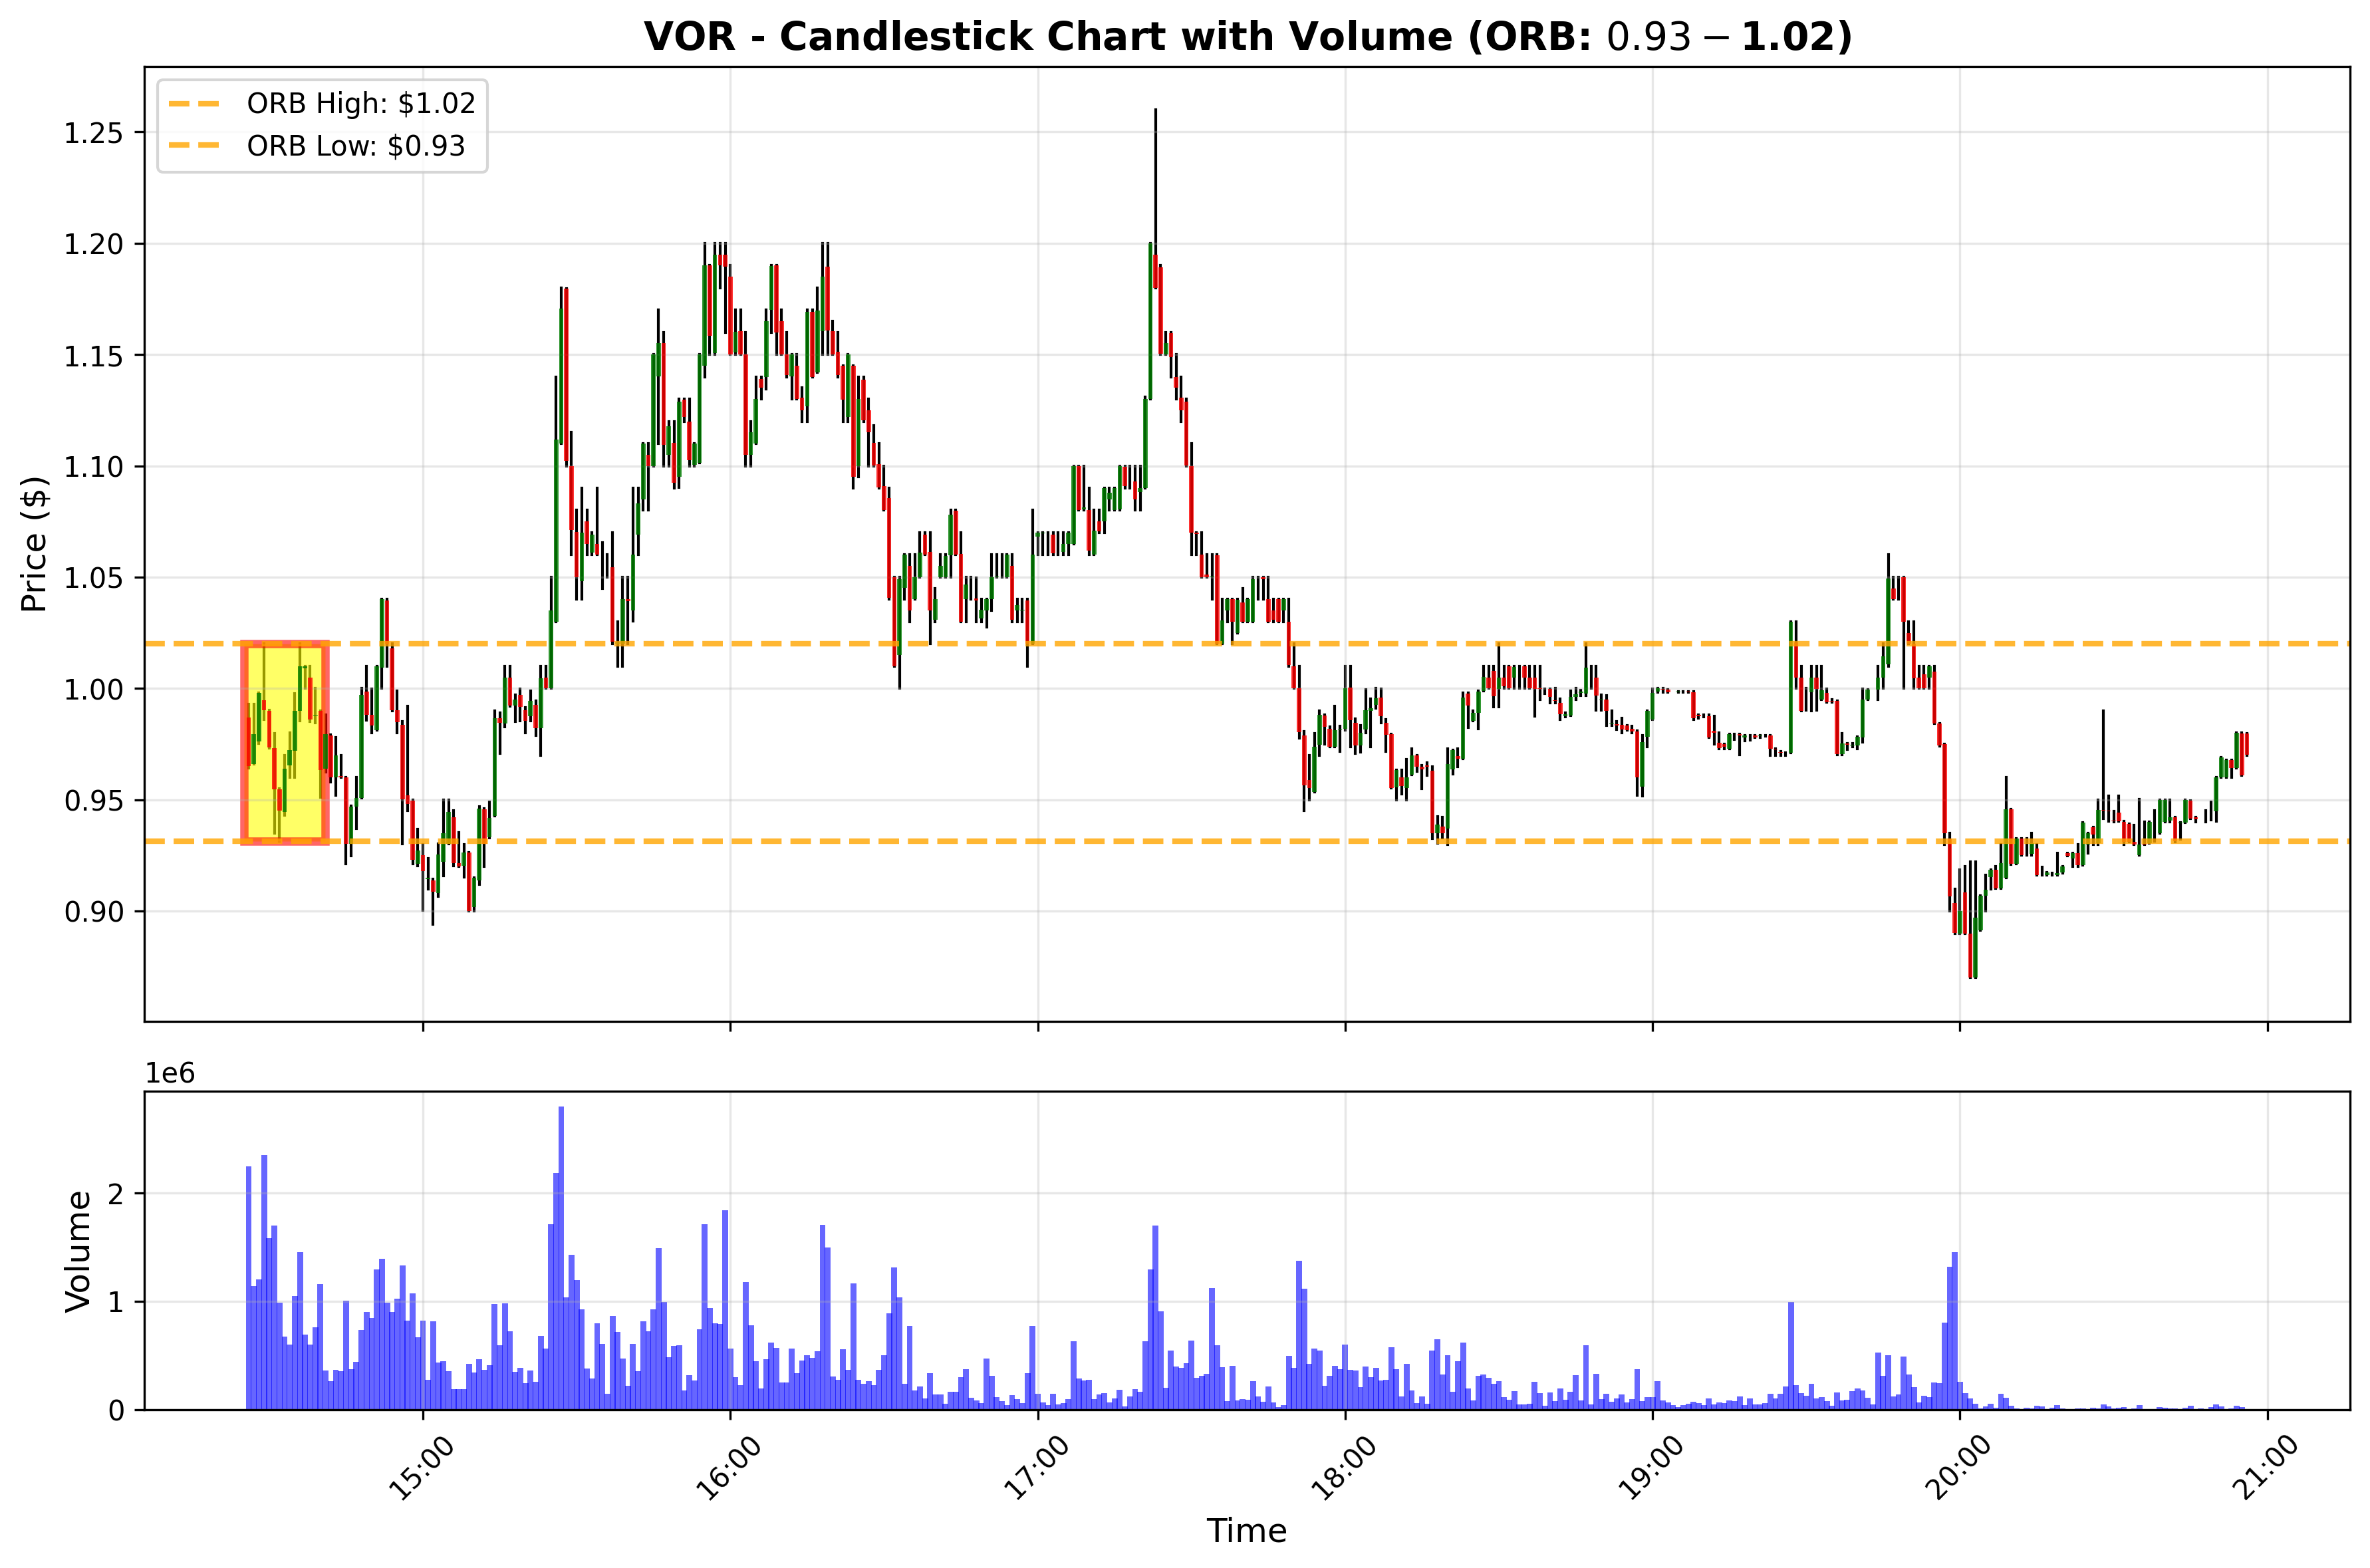 VOR - Candlestick Chart with Volume (ORB: 0.93 − 1.02)
ORB High: $1.02
ORB Low: $0.93
1.25
1.20
1.15
1.10
1.05
1.00
0.95
0.90
Price ($)
1e6
2
1
0
Volume
15:00
16:00
17:00
18:00
19:00
20:00
21:00
Time